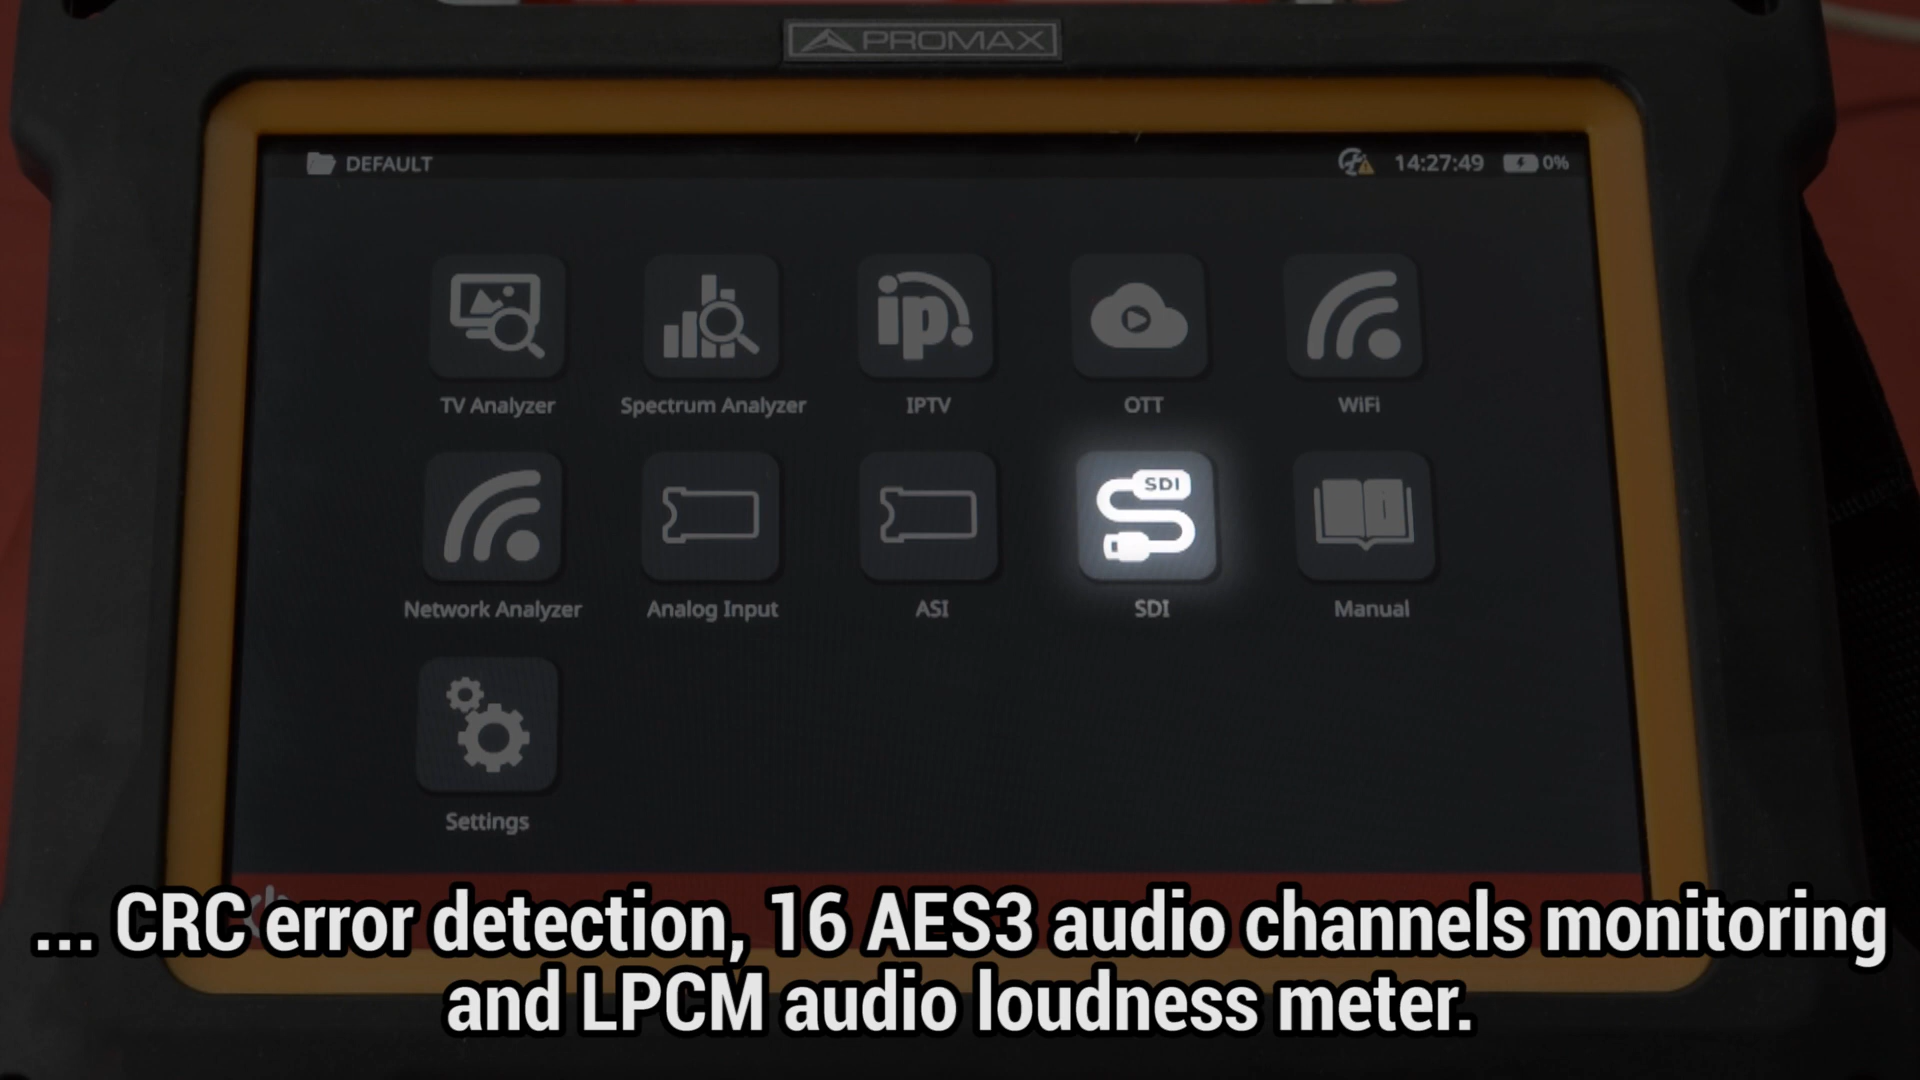 PROMAX
DEFAULT
14:27:49 0%
TV Analyzer Spectrum Analyzer IPTV OTT WiFi
ip.
SDI
Network Analyzer Analog Input ASI SDI Manual
Settings
... CRC error detection, 16 AES3 audio channels monitoring
and LPCM audio loudness meter.